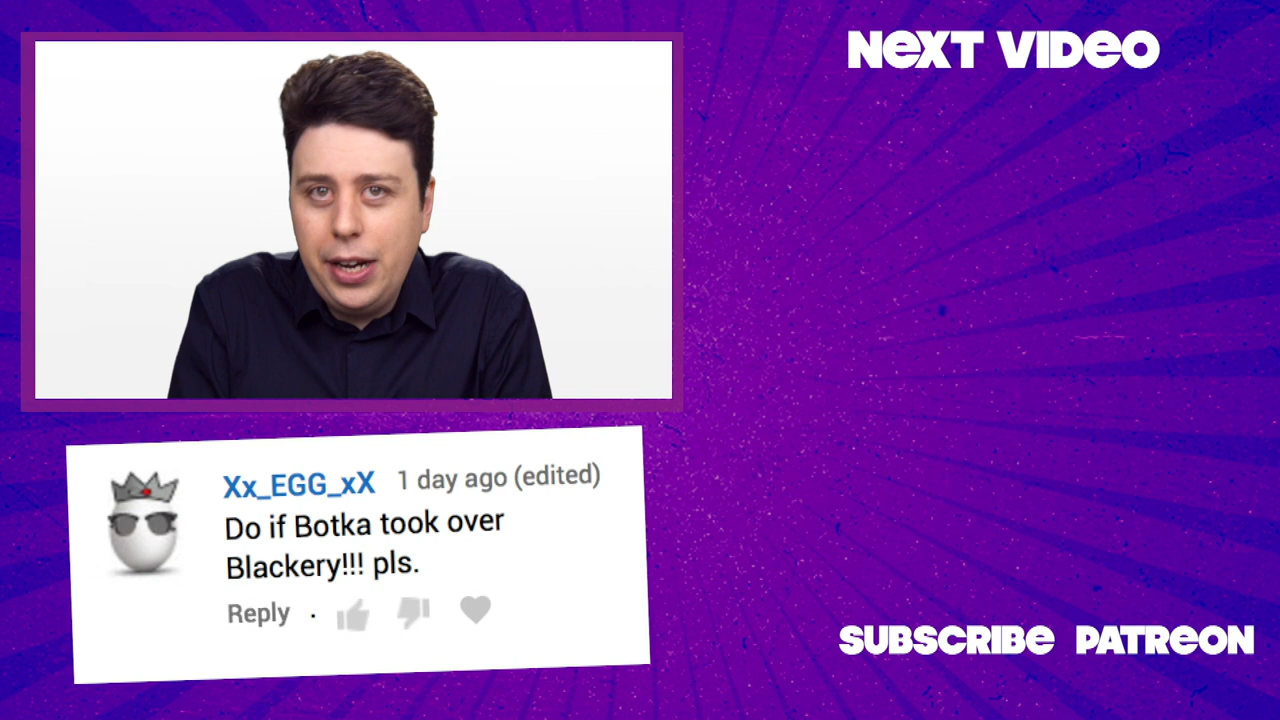 NEXT VIDEO
Xx_EGG_xX 1 day ago (edited)
Do if Botka took over
Blackery!!! pls.
Reply ·
SUBSCRIBE PATREON